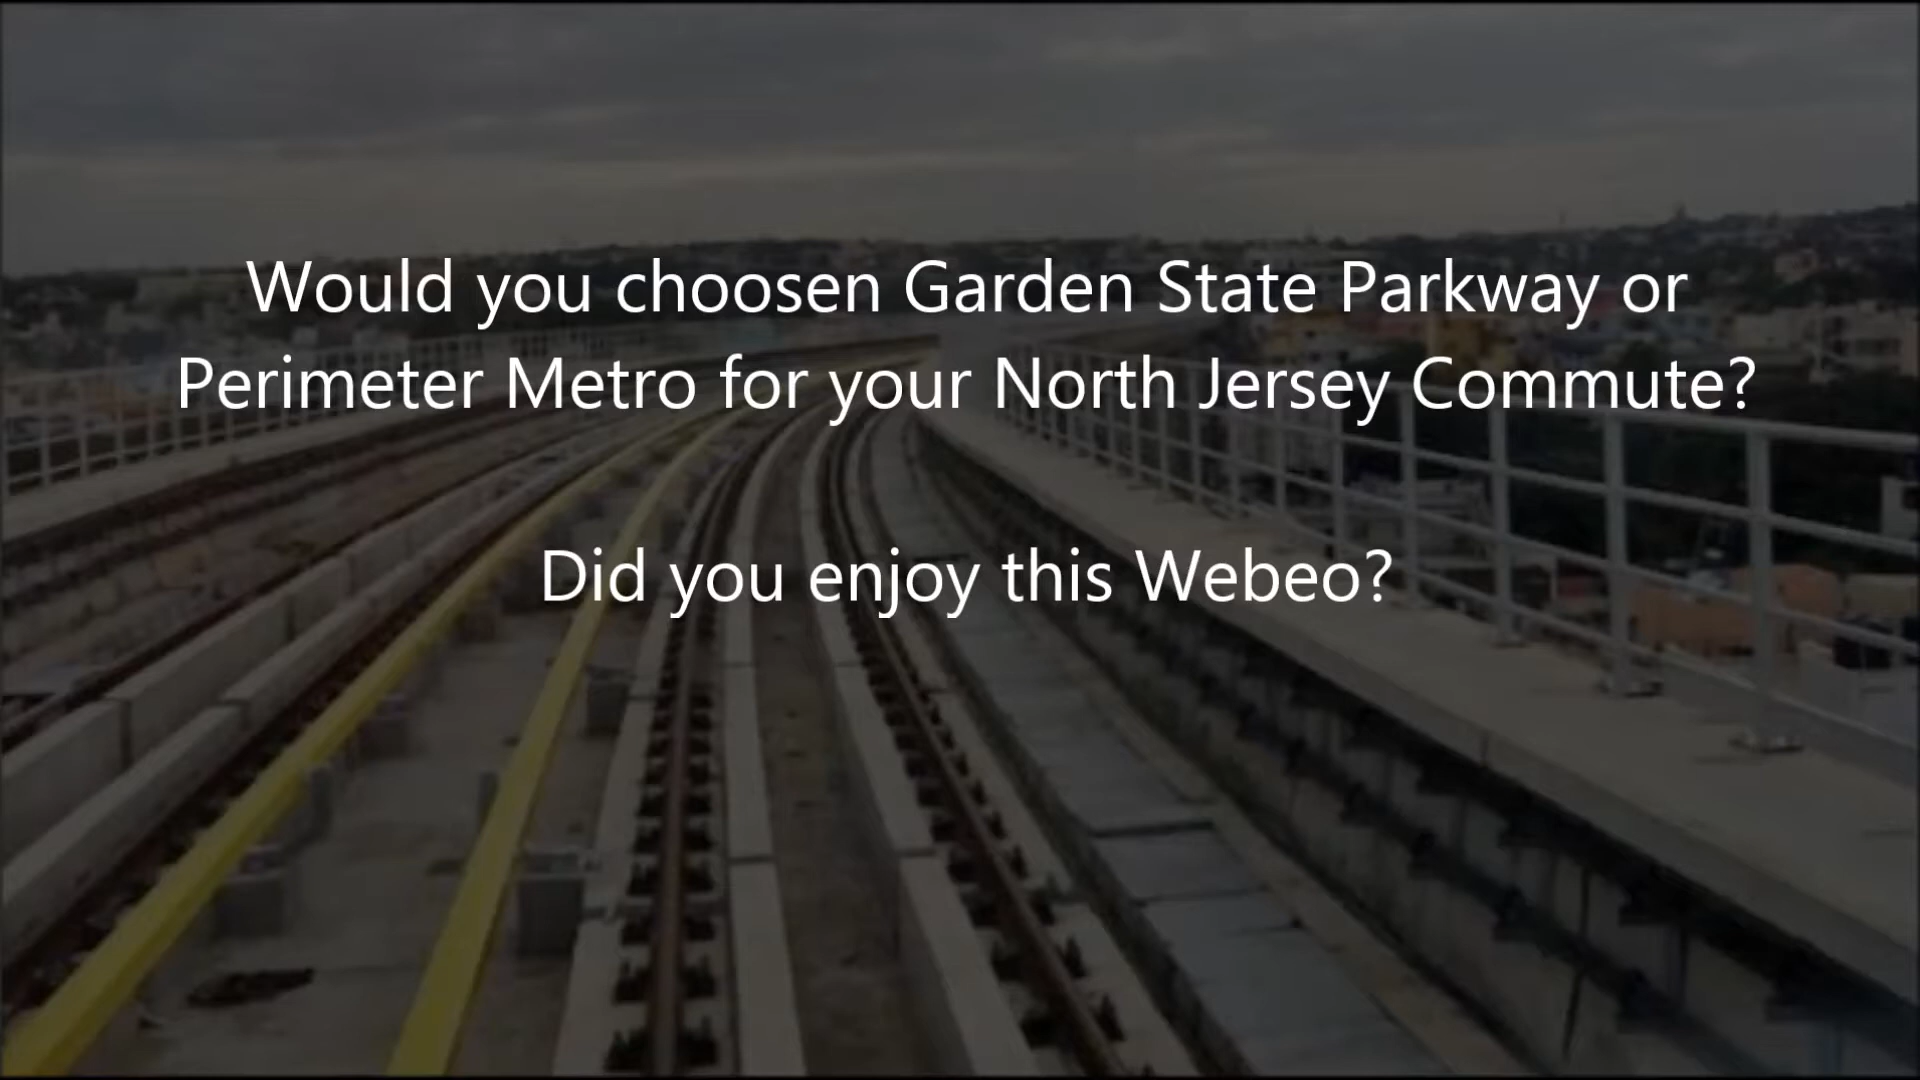 Would you choosen Garden State Parkway or
Perimeter Metro for your North Jersey Commute?
Did you enjoy this Webeo?